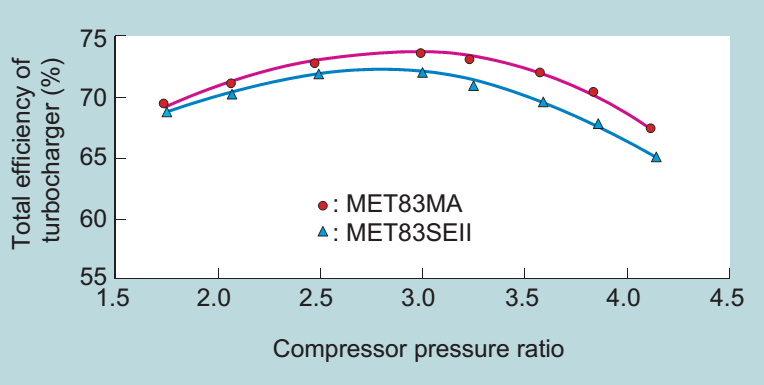 Total efficiency of
turbocharger (%)
75
70
65
60
55
: MET83MA
: MET83SEII
1.5 2.0 2.5 3.0 3.5 4.0 4.5
Compressor pressure ratio